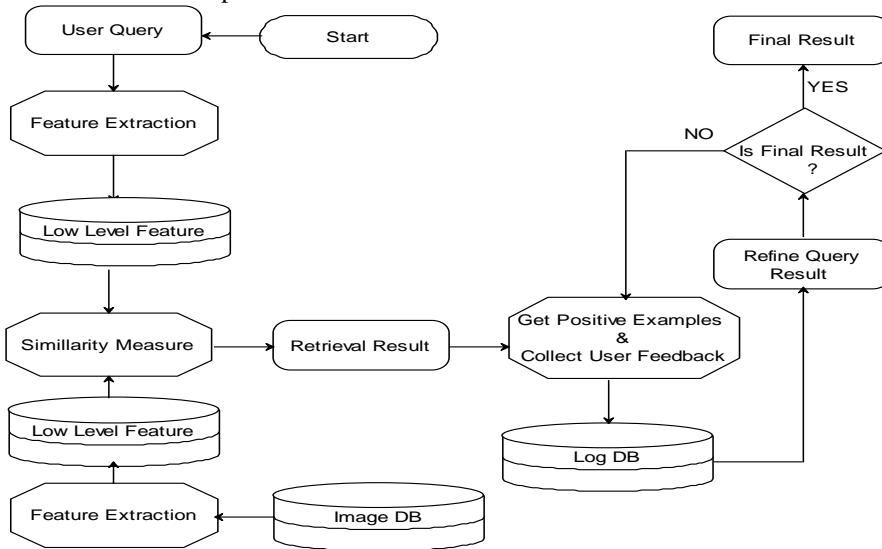 User Query
Start
Final Result
YES
Feature Extraction
NO
Is Final Result
?
Low Level Feature
Refine Query
Result
Get Positive Examples
&
Collect User Feedback
Simillarity Measure
Retrieval Result
Low Level Feature
Log DB
Feature Extraction
Image DB